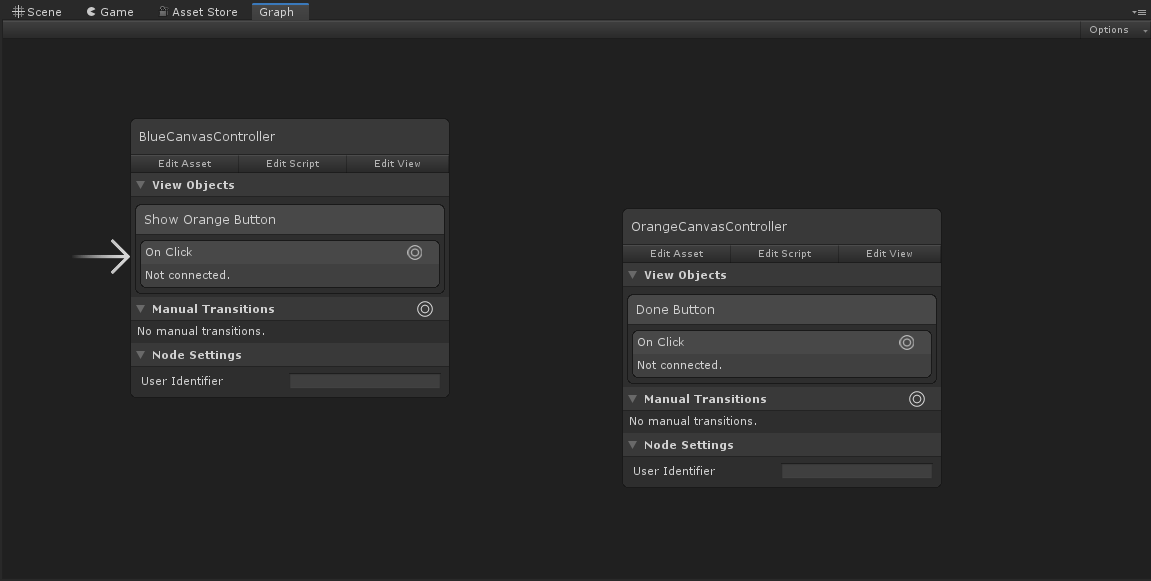 Scene Game Asset Store Graph
Options
BlueCanvasController
Edit Asset Edit Script Edit View
View Objects
Show Orange Button
On Click
Not connected.
Manual Transitions
No manual transitions.
Node Settings
User Identifier
OrangeCanvasController
Edit Asset Edit Script Edit View
View Objects
Done Button
On Click
Not connected.
Manual Transitions
No manual transitions.
Node Settings
User Identifier